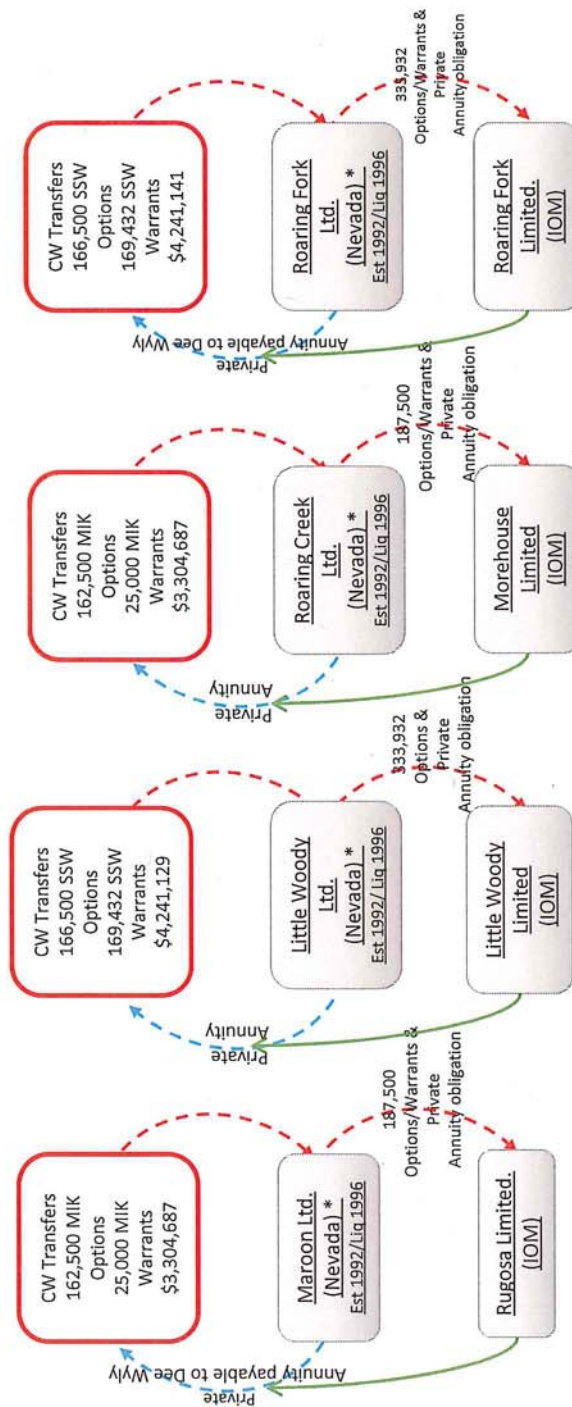 CW Transfers
162,500 MIK
Options
25,000 MIK
Warrants
$3,304,687
Private
Annuity payable to Dee Wyly
Maroon Ltd.
(Nevada) *
Est 1992/Liq 1996
187,500
Options/Warrants &
Private
Annuity obligation
Rugosa Limited.
(IOM)
CW Transfers
166,500 SSW
Options
169,432 SSW
Warrants
$4,241,129
Private
Annuity
Little Woody
Ltd.
(Nevada) *
Est 1992/ Liq 1996
333,932
Options &
Private
Annuity obligation
Little Woody
Limited
(IOM)
CW Transfers
162,500 MIK
Options
25,000 MIK
Warrants
$3,304,687
Private
Annuity
Roaring Creek
Ltd.
(Nevada) *
Est 1992/Liq 1996
187,500
Options/Warrants &
Private
Annuity obligation
Morehouse
Limited
(IOM)
CW Transfers
166,500 SSW
Options
169,432 SSW
Warrants
$4,241,141
Private
Annuity payable to Dee Wyly
Roaring Fork
Ltd.
(Nevada) *
Est 1992/Liq 1996
335,932
Options/Warrants &
Private
Annuity obligation
Roaring Fork
Limited.
(IOM)